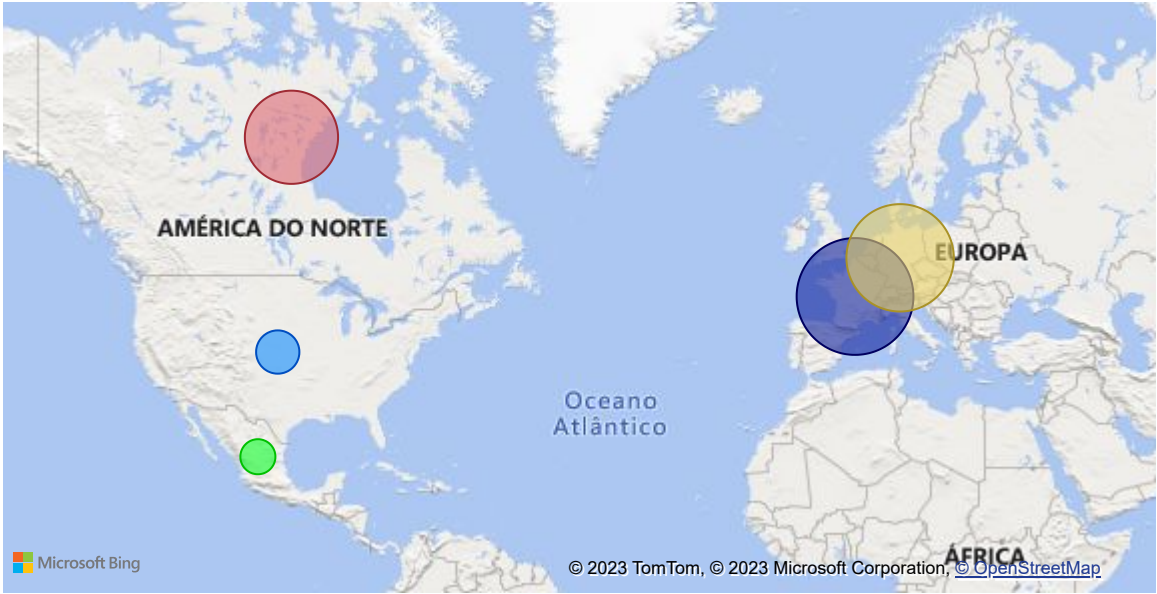 AMÉRICA DO NORTE
EUROPA
Oceano
Atlântico
ÁFRICA
Microsoft Bing
© 2023 TomTom, © 2023 Microsoft Corporation, © OpenStreetMap